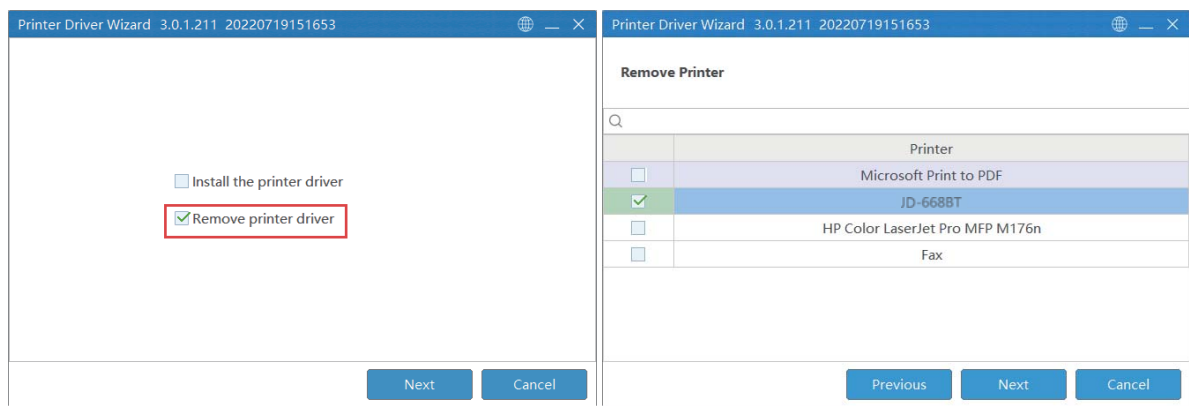 Printer Driver Wizard 3.0.1.211 20220719151653
Install the printer driver
Remove printer driver
Next
Cancel
Printer Driver Wizard 3.0.1.211 20220719151653
Remove Printer
Printer
Microsoft Print to PDF
JD-668BT
HP Color LaserJet Pro MFP M176n
Fax
Previous
Next
Cancel